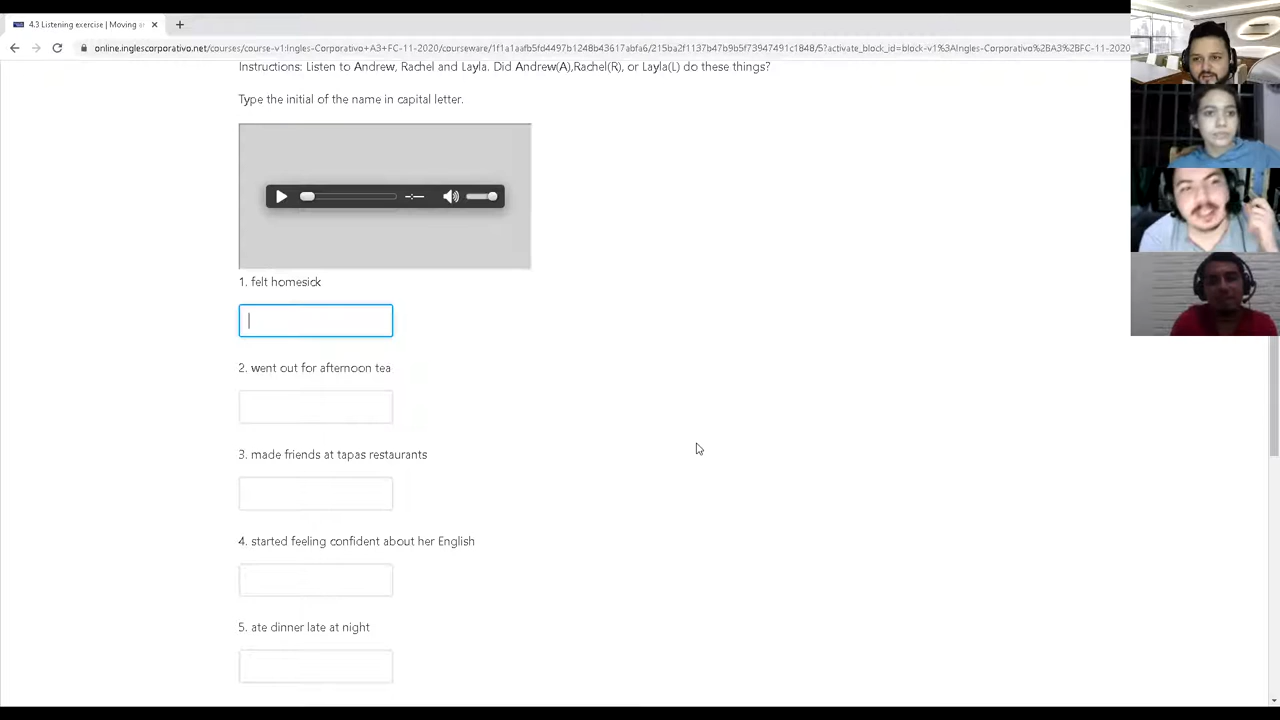 4.3 Listening exercise | Moving a
online.inglescorporativo.net/courses/course-v1:Ingles-Corporativo+A3+FC-11-2020/courseware/1f1a1aafb5fd4497b1248b43617abfa6/215ba2f1137b47b9b5f73947491c1848/5?activate_block_id=block-v1%3AIngles-Corporativo%2BA3%2BFC-11-2020
Instructions: Listen to Andrew, Rachel and Layla. Did Andrew(A),Rachel(R), or Layla(L) do these things?
Type the initial of the name in capital letter.
1. felt homesick
2. went out for afternoon tea
3. made friends at tapas restaurants
4. started feeling confident about her English
5. ate dinner late at night